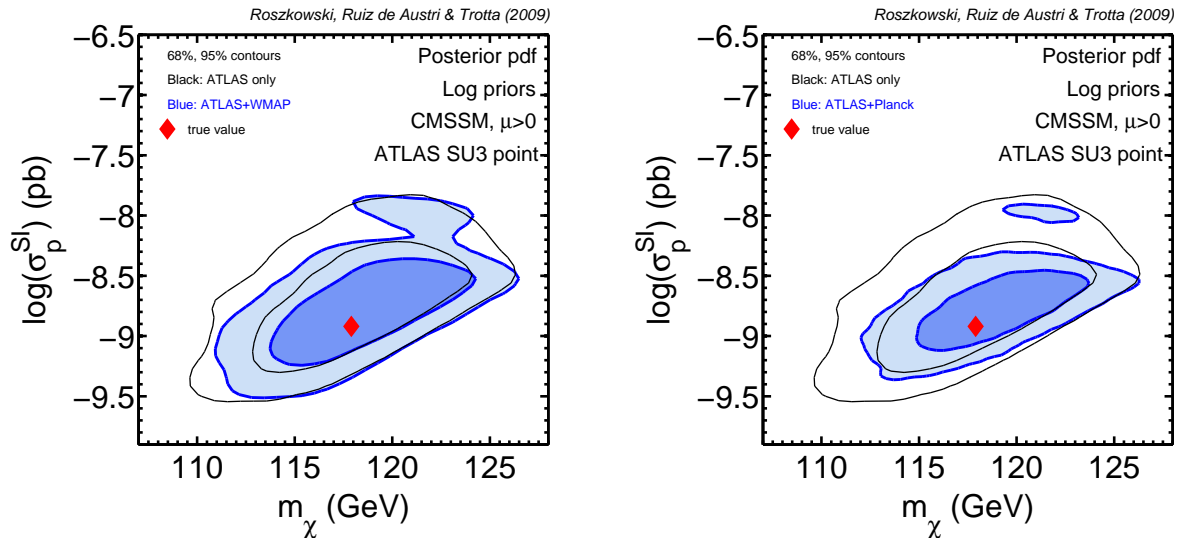 Roszkowski, Ruiz de Austri & Trotta (2009)
−6.5
−7
−7.5
−8
−8.5
−9
−9.5
log(σ_p^SI) (pb)
68%, 95% contours
Black: ATLAS only
Blue: ATLAS+WMAP
true value
Posterior pdf
Log priors
CMSSM, μ>0
ATLAS SU3 point
110 115 120 125
m_χ (GeV)
Roszkowski, Ruiz de Austri & Trotta (2009)
−6.5
−7
−7.5
−8
−8.5
−9
−9.5
log(σ_p^SI) (pb)
68%, 95% contours
Black: ATLAS only
Blue: ATLAS+Planck
true value
Posterior pdf
Log priors
CMSSM, μ>0
ATLAS SU3 point
110 115 120 125
m_χ (GeV)